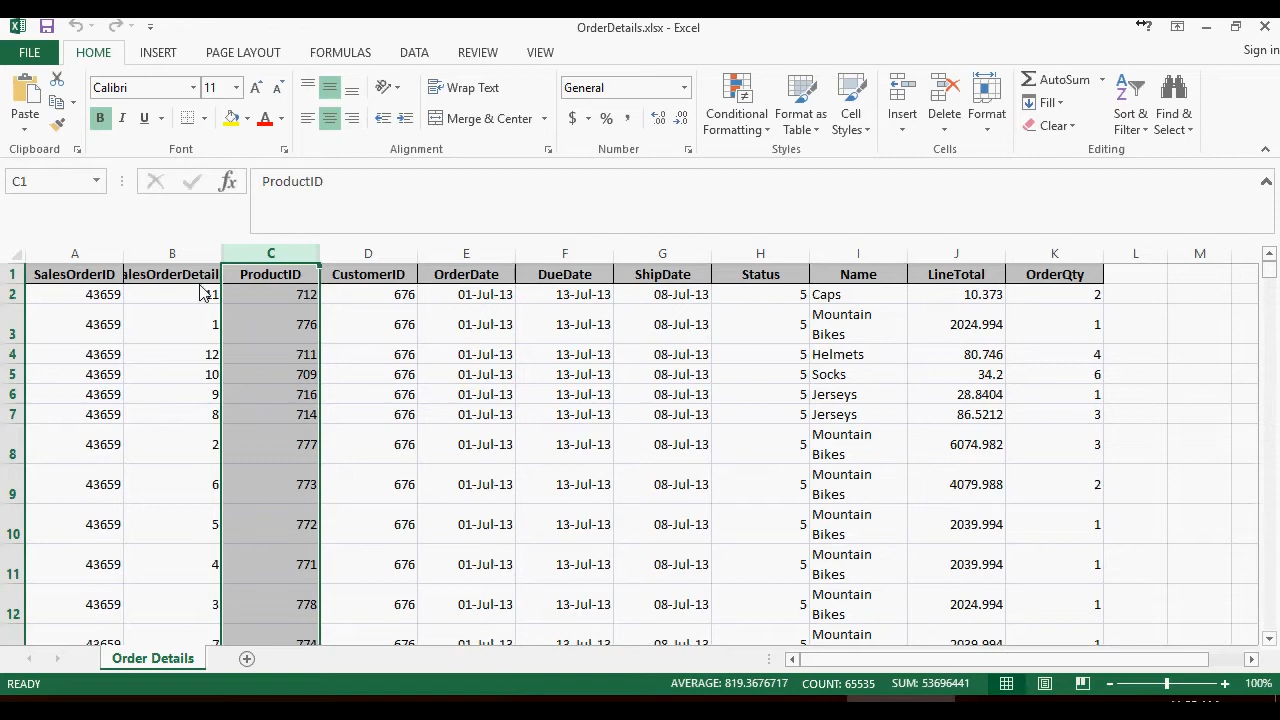 OrderDetails.xlsx - Excel
Sign in
FILE HOME INSERT PAGE LAYOUT FORMULAS DATA REVIEW VIEW
Paste
Clipboard
Calibri 11
B I U A
Font
Wrap Text
Merge & Center
Alignment
General
$ % ,
Number
Conditional Formatting
Format as Table
Cell Styles
Styles
Insert Delete Format
Cells
AutoSum
Fill
Clear
Sort & Filter
Find & Select
Editing
C1 fx ProductID
A B C D E F G H I J K L M
1 SalesOrderID alesOrderDetail ProductID CustomerID OrderDate DueDate ShipDate Status Name LineTotal OrderQty
2 43659 11 712 676 01-Jul-13 13-Jul-13 08-Jul-13 5 Caps 10.373 2
3 43659 1 776 676 01-Jul-13 13-Jul-13 08-Jul-13 5 Mountain Bikes 2024.994 1
4 43659 12 711 676 01-Jul-13 13-Jul-13 08-Jul-13 5 Helmets 80.746 4
5 43659 10 709 676 01-Jul-13 13-Jul-13 08-Jul-13 5 Socks 34.2 6
6 43659 9 716 676 01-Jul-13 13-Jul-13 08-Jul-13 5 Jerseys 28.8404 1
7 43659 8 714 676 01-Jul-13 13-Jul-13 08-Jul-13 5 Jerseys 86.5212 3
8 43659 2 777 676 01-Jul-13 13-Jul-13 08-Jul-13 5 Mountain Bikes 6074.982 3
9 43659 6 773 676 01-Jul-13 13-Jul-13 08-Jul-13 5 Mountain Bikes 4079.988 2
10 43659 5 772 676 01-Jul-13 13-Jul-13 08-Jul-13 5 Mountain Bikes 2039.994 1
11 43659 4 771 676 01-Jul-13 13-Jul-13 08-Jul-13 5 Mountain Bikes 2039.994 1
12 43659 3 778 676 01-Jul-13 13-Jul-13 08-Jul-13 5 Mountain Bikes 2024.994 1
43659 7 774 676 01-Jul-13 13-Jul-13 08-Jul-13 5 Mountain 2039.994 1
Order Details
READY AVERAGE: 819.3676717 COUNT: 65535 SUM: 53696441 100%